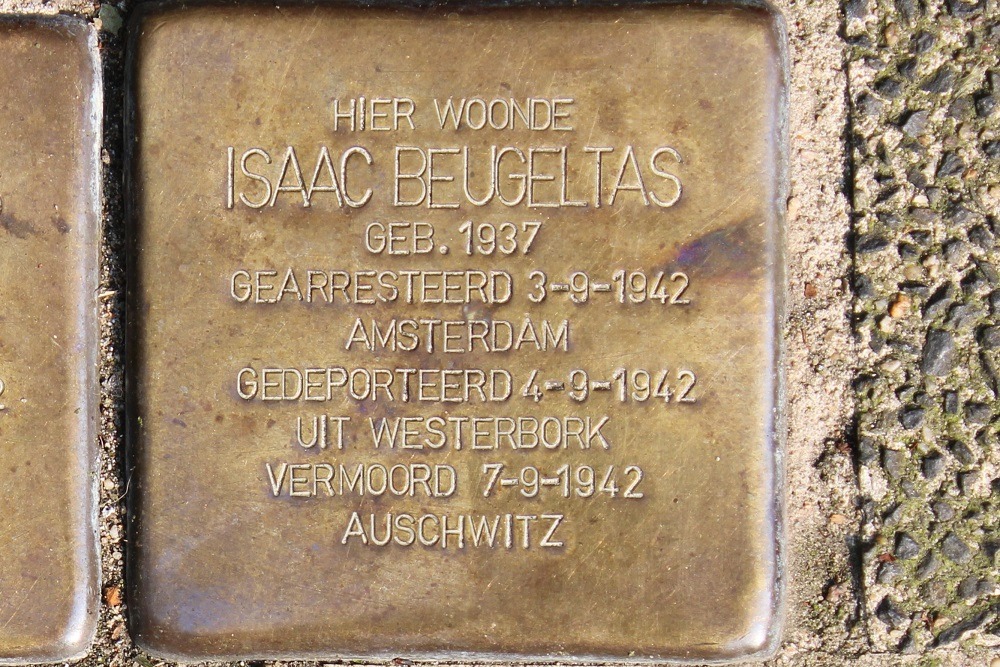 HIER WOONDE
ISAAC BEUGELTAS
GEB. 1937
GEARRESTEERD 3-9-1942
AMSTERDAM
GEDEPORTEERD 4-9-1942
UIT WESTERBORK
VERMOORD 7-9-1942
AUSCHWITZ